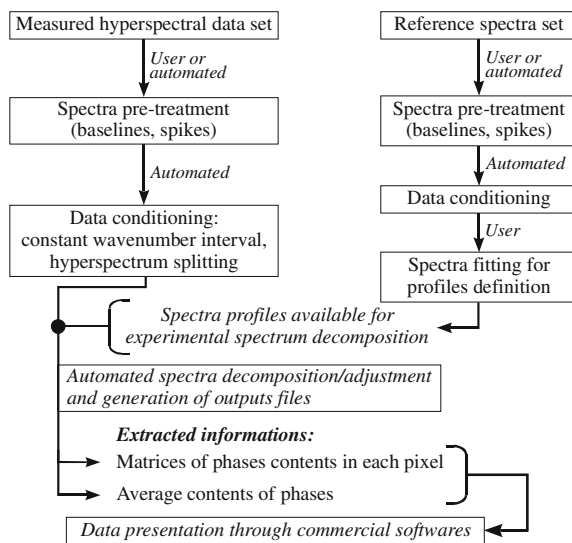 Measured hyperspectral data set
User or
automated
Spectra pre-treatment
(baselines, spikes)
Automated
Data conditioning:
constant wavenumber interval,
hyperspectrum splitting
Reference spectra set
User or
automated
Spectra pre-treatment
(baselines, spikes)
Automated
Data conditioning
User
Spectra fitting for
profiles definition
Spectra profiles available for
experimental spectrum decomposition
Automated spectra decomposition/adjustment
and generation of outputs files
Extracted informations:
Matrices of phases contents in each pixel
Average contents of phases
Data presentation through commercial softwares